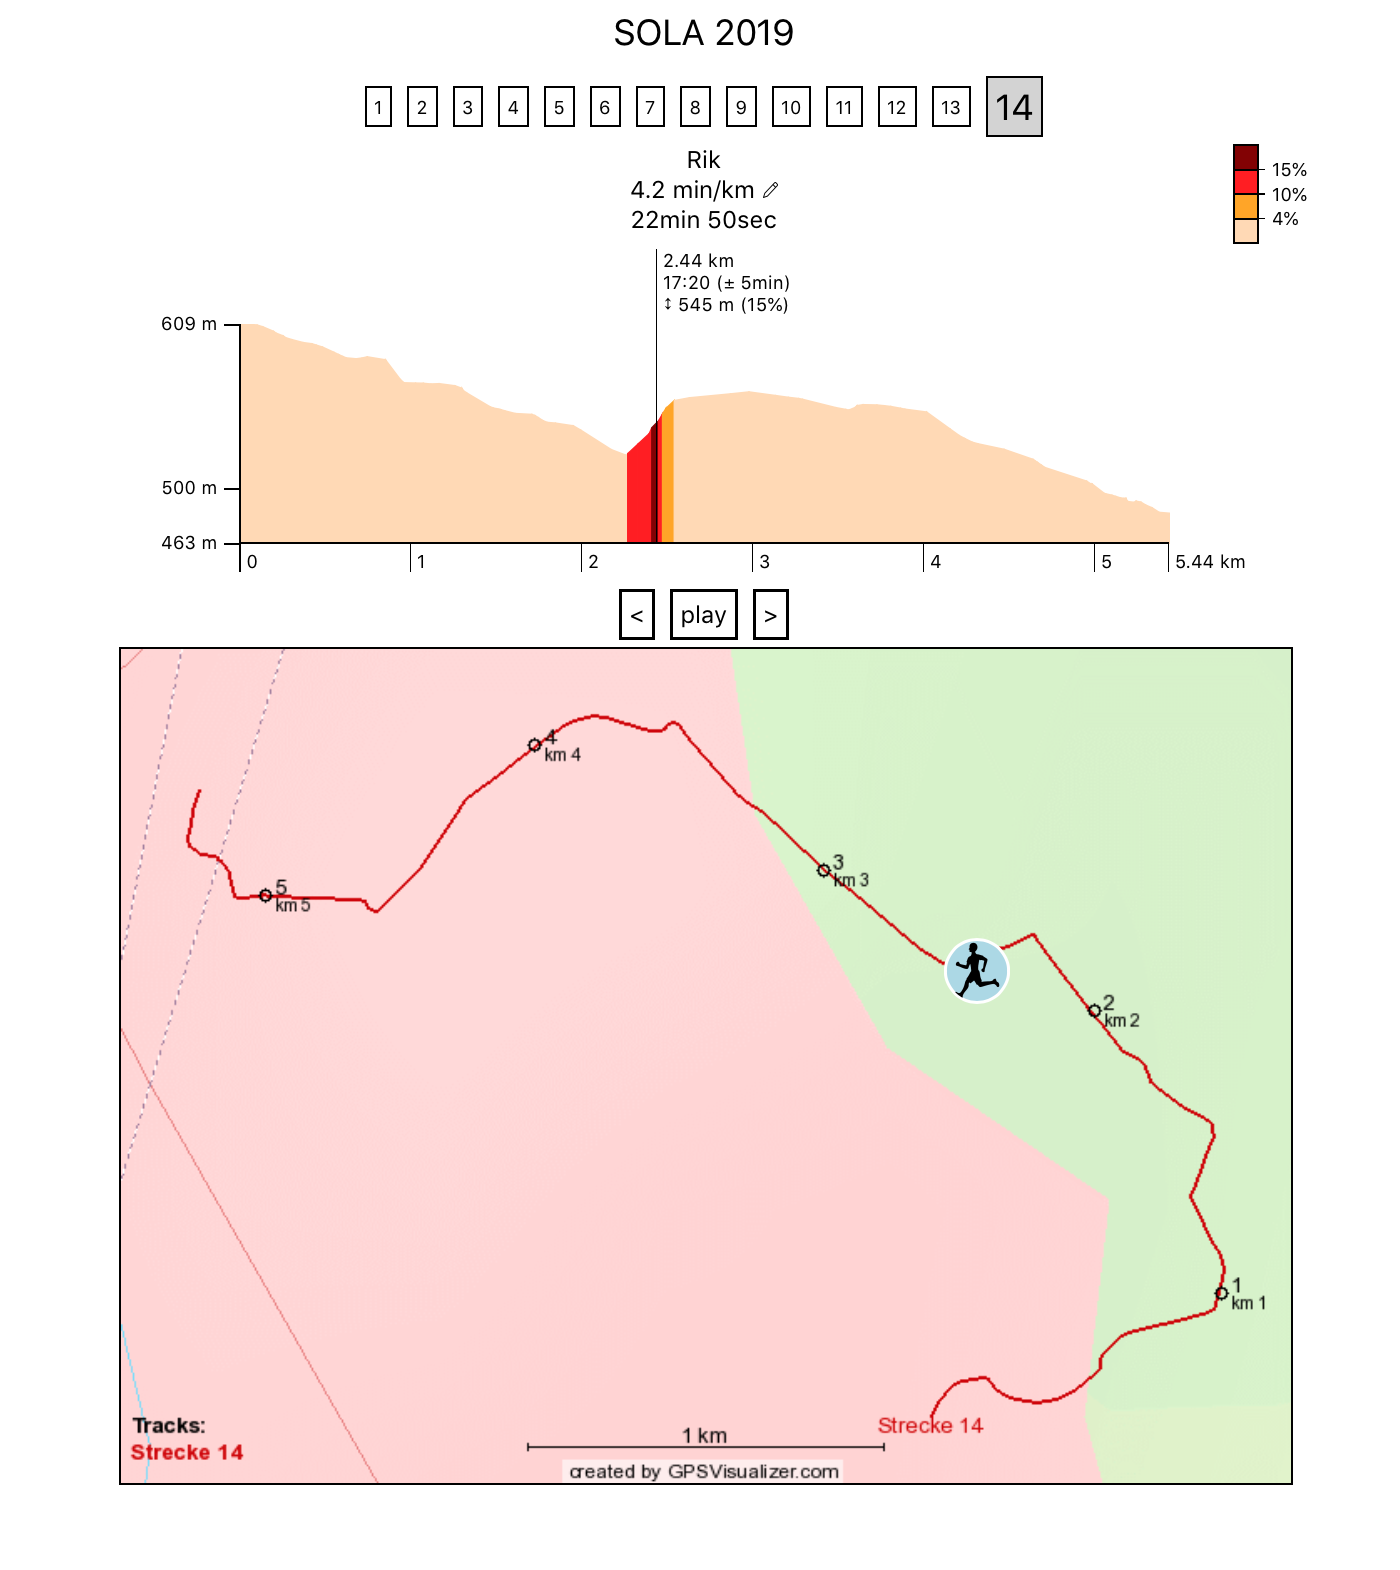 SOLA 2019
1 2 3 4 5 6 7 8 9 10 11 12 13 14
Rik
4.2 min/km
22min 50sec
15%
10%
4%
2.44 km
17:20 (± 5min)
↕ 545 m (15%)
609 m
500 m
463 m
0 1 2 3 4 5 5.44 km
< play >
4
km 4
3
km 3
5
km 5
2
km 2
1
km 1
Strecke 14
Tracks:
Strecke 14
1 km
created by GPSVisualizer.com